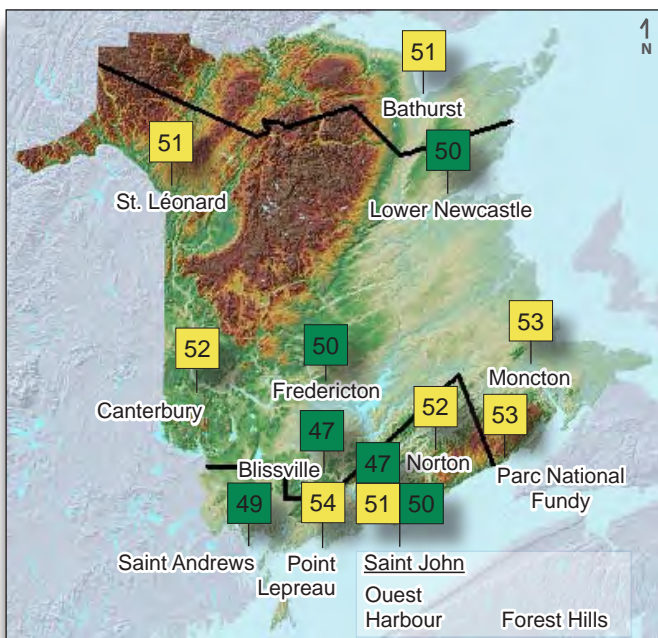 51
N
Bathurst
51
50
St. Léonard
Lower Newcastle
53
52
50
Moncton
Fredericton
Canterbury
52
53
47
Norton
Blissville
47
Parc National
Fundy
49
54
51
50
Saint Andrews
Point
Lepreau
Saint John
Ouest
Harbour
Forest Hills